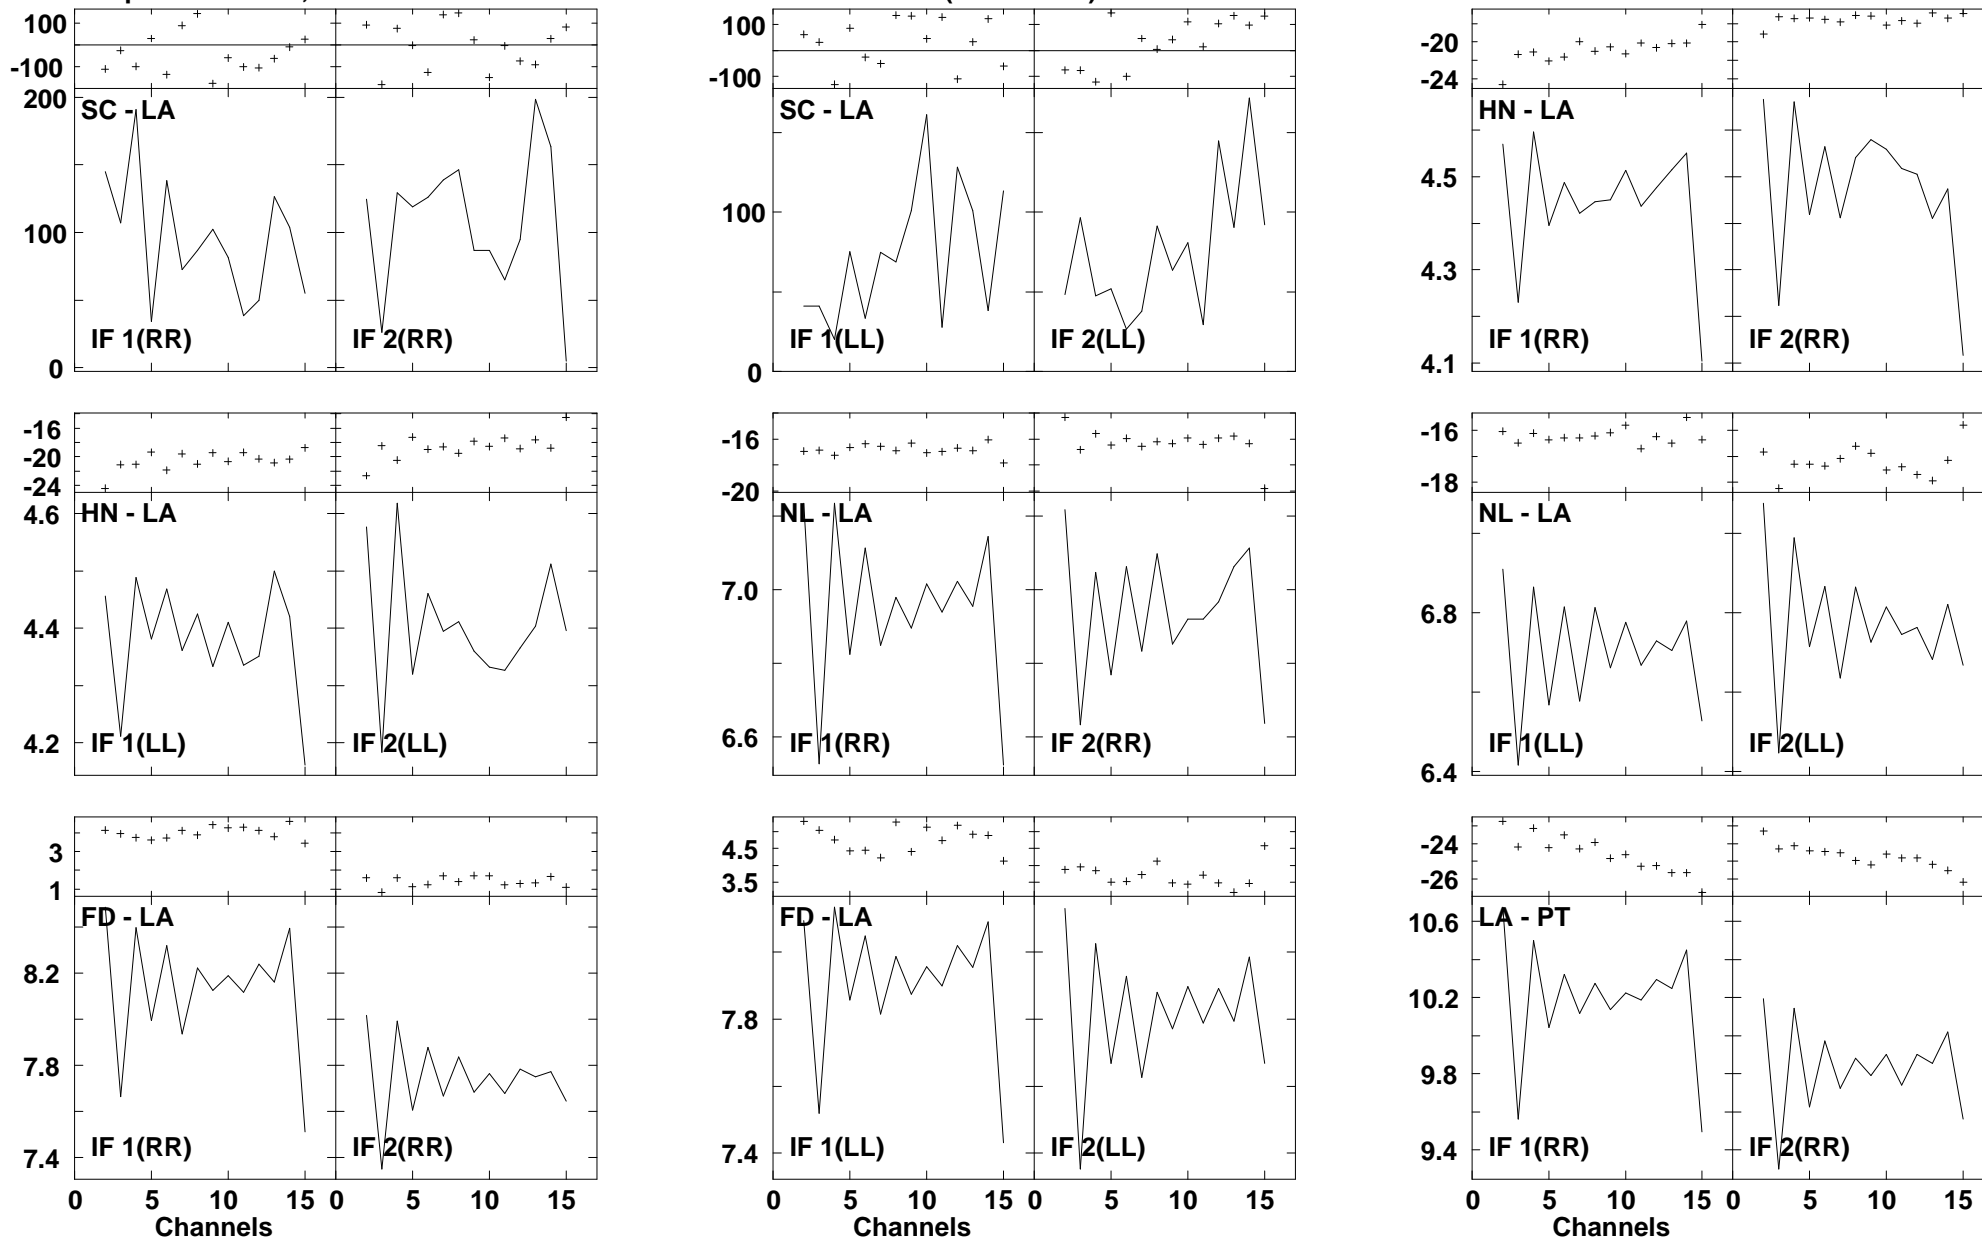 100
-100
200
100
0
SC - LA
IF 1(RR)
IF 2(RR)
100
-100
100
0
SC - LA
IF 1(LL)
IF 2(LL)
-20
-24
4.5
4.3
4.1
HN - LA
IF 1(RR)
IF 2(RR)
-16
-20
-24
4.6
4.4
4.2
HN - LA
IF 1(LL)
IF 2(LL)
-16
-20
7.0
6.6
NL - LA
IF 1(RR)
IF 2(RR)
-16
-18
6.8
6.4
NL - LA
IF 1(LL)
IF 2(LL)
3
1
8.2
7.8
7.4
FD - LA
IF 1(RR)
IF 2(RR)
0 5 10 15 0 5 10 15
Channels
4.5
3.5
7.8
7.4
FD - LA
IF 1(LL)
IF 2(LL)
0 5 10 15 0 5 10 15
-24
-26
10.6
10.2
9.8
9.4
LA - PT
IF 1(RR)
IF 2(RR)
0 5 10 15 0 5 10 15
Channels